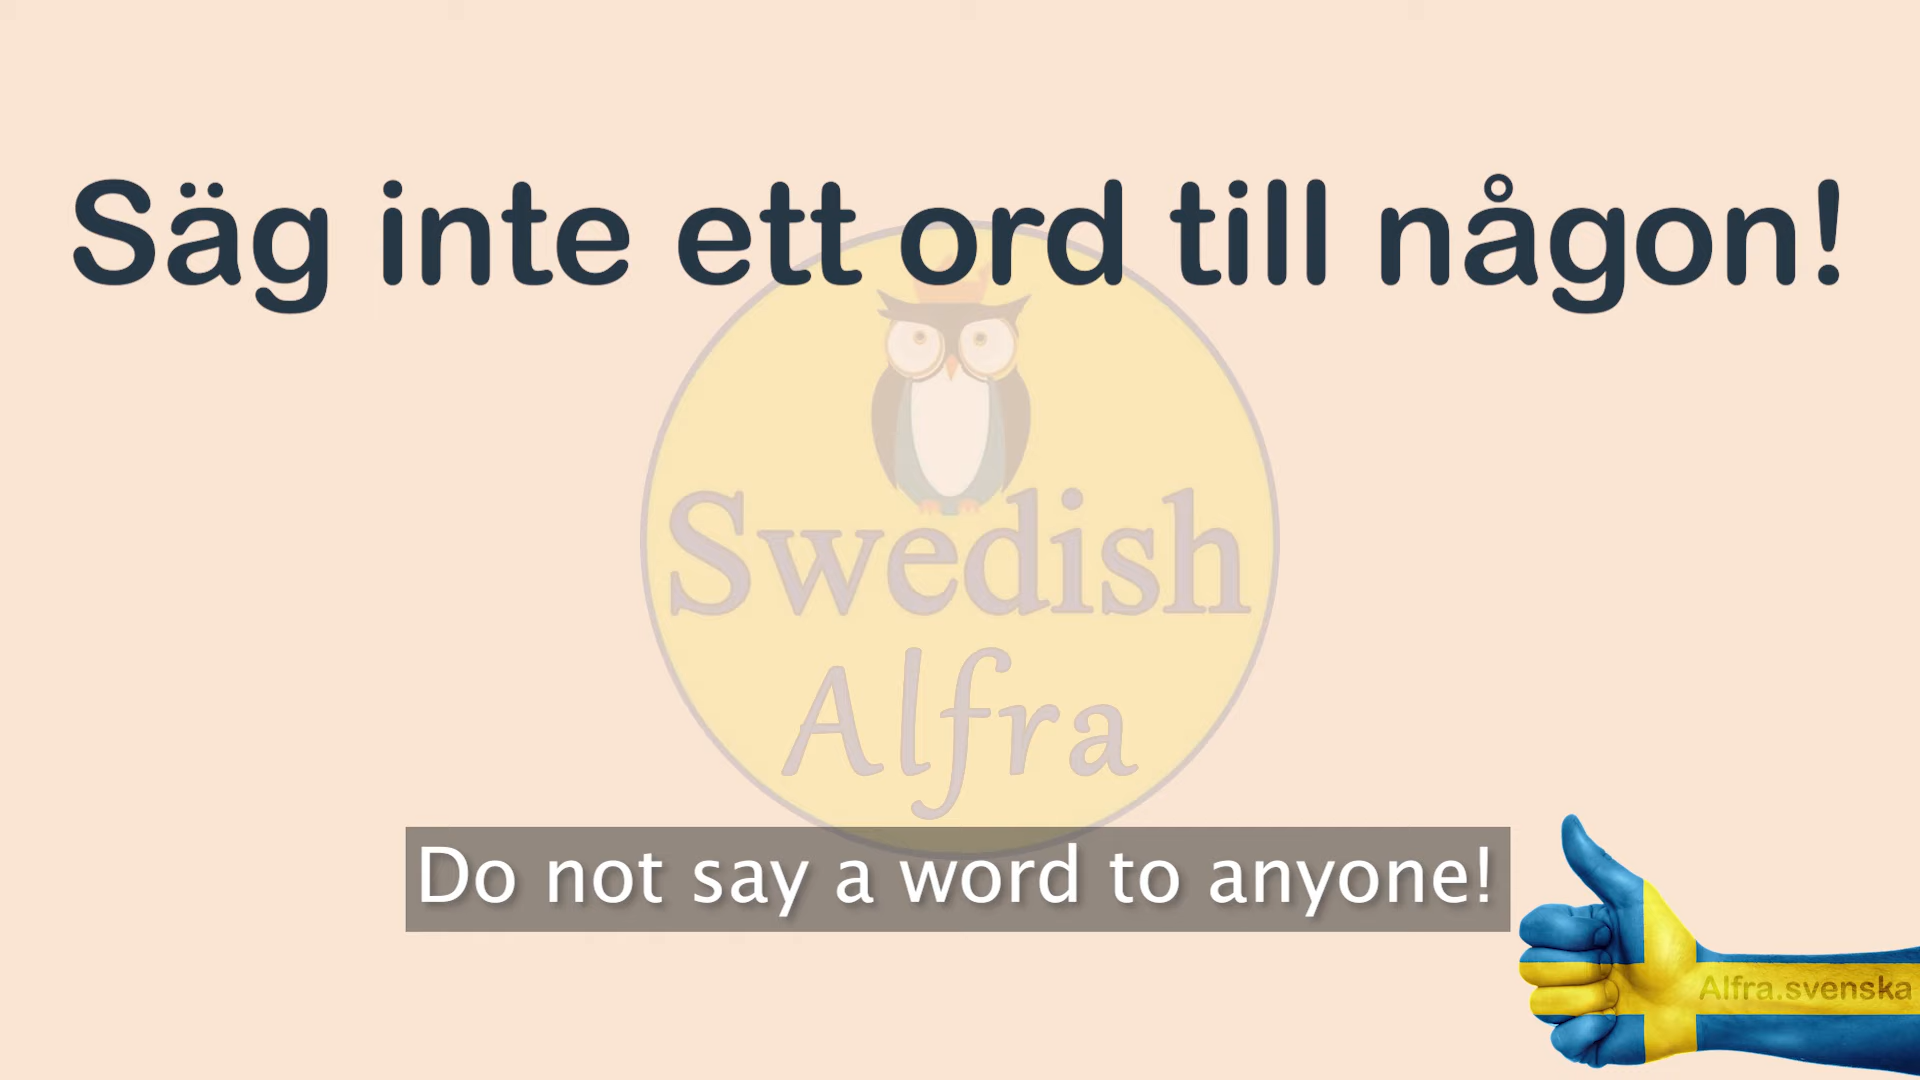 Säg inte ett ord till någon!
Swedish
Alfra
Do not say a word to anyone!
Alfra.svenska